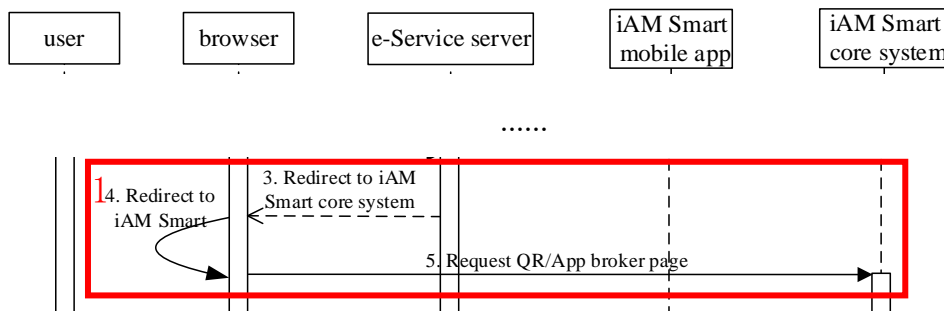 user
browser
e-Service server
iAM Smart
mobile app
iAM Smart
core system
......
1
4. Redirect to
iAM Smart
3. Redirect to iAM
Smart core system
5. Request QR/App broker page